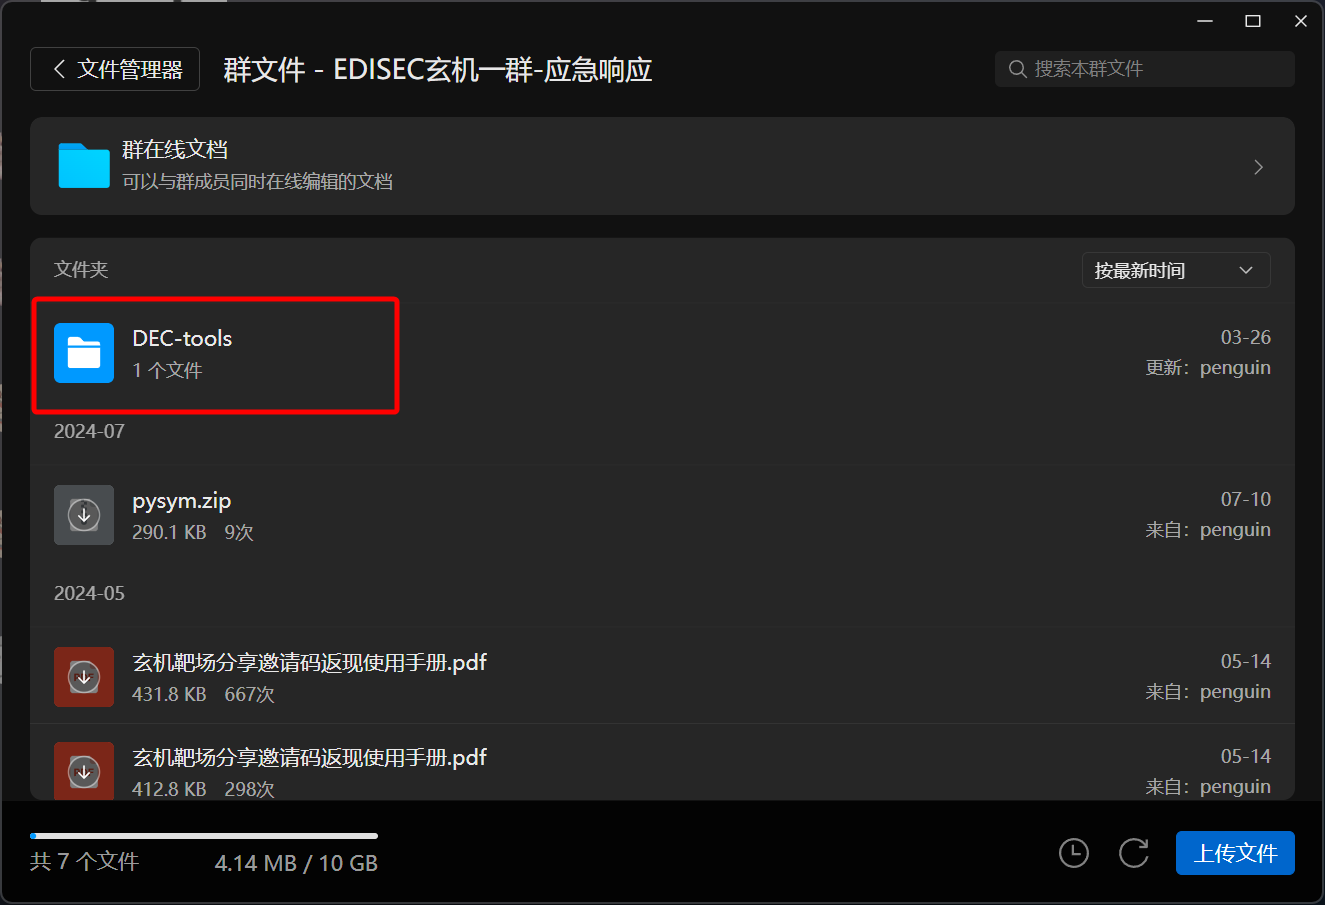 文件管理器
群文件 - EDISEC玄机一群-应急响应
搜索本群文件
群在线文档
可以与群成员同时在线编辑的文档
文件夹
按最新时间
DEC-tools
03-26
1 个文件
更新：penguin
2024-07
pysym.zip
07-10
290.1 KB 9次
来自：penguin
2024-05
玄机靶场分享邀请码返现使用手册.pdf
05-14
431.8 KB 667次
来自：penguin
玄机靶场分享邀请码返现使用手册.pdf
05-14
412.8 KB 298次
来自：penguin
共 7 个文件
4.14 MB / 10 GB
上传文件